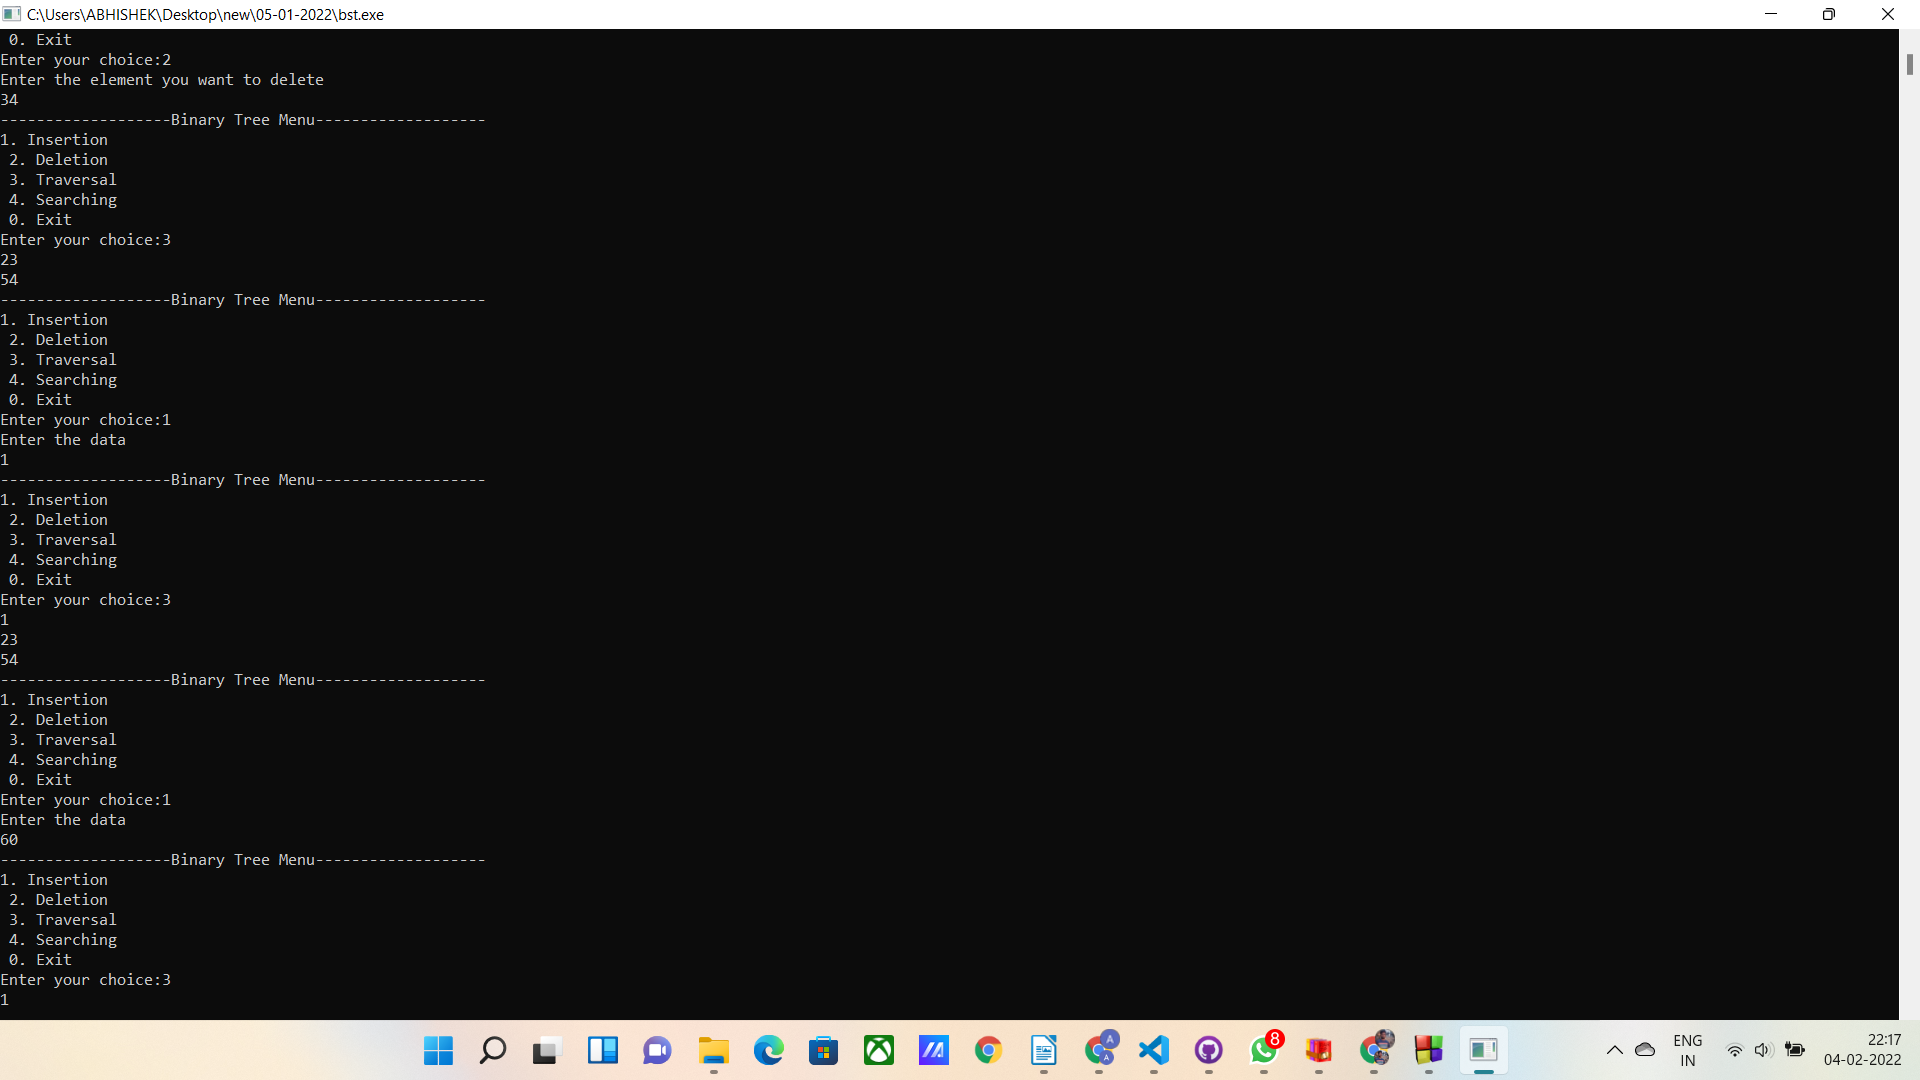 C:\Users\ABHISHEK\Desktop\new\05-01-2022\bst.exe
 0. Exit
Enter your choice:2
Enter the element you want to delete
34
-------------------Binary Tree Menu-------------------
1. Insertion
 2. Deletion
 3. Traversal
 4. Searching
 0. Exit
Enter your choice:3
23
54
-------------------Binary Tree Menu-------------------
1. Insertion
 2. Deletion
 3. Traversal
 4. Searching
 0. Exit
Enter your choice:1
Enter the data
1
-------------------Binary Tree Menu-------------------
1. Insertion
 2. Deletion
 3. Traversal
 4. Searching
 0. Exit
Enter your choice:3
1
23
54
-------------------Binary Tree Menu-------------------
1. Insertion
 2. Deletion
 3. Traversal
 4. Searching
 0. Exit
Enter your choice:1
Enter the data
60
-------------------Binary Tree Menu-------------------
1. Insertion
 2. Deletion
 3. Traversal
 4. Searching
 0. Exit
Enter your choice:3
1
A
A
8
ENG
IN
22:17
04-02-2022